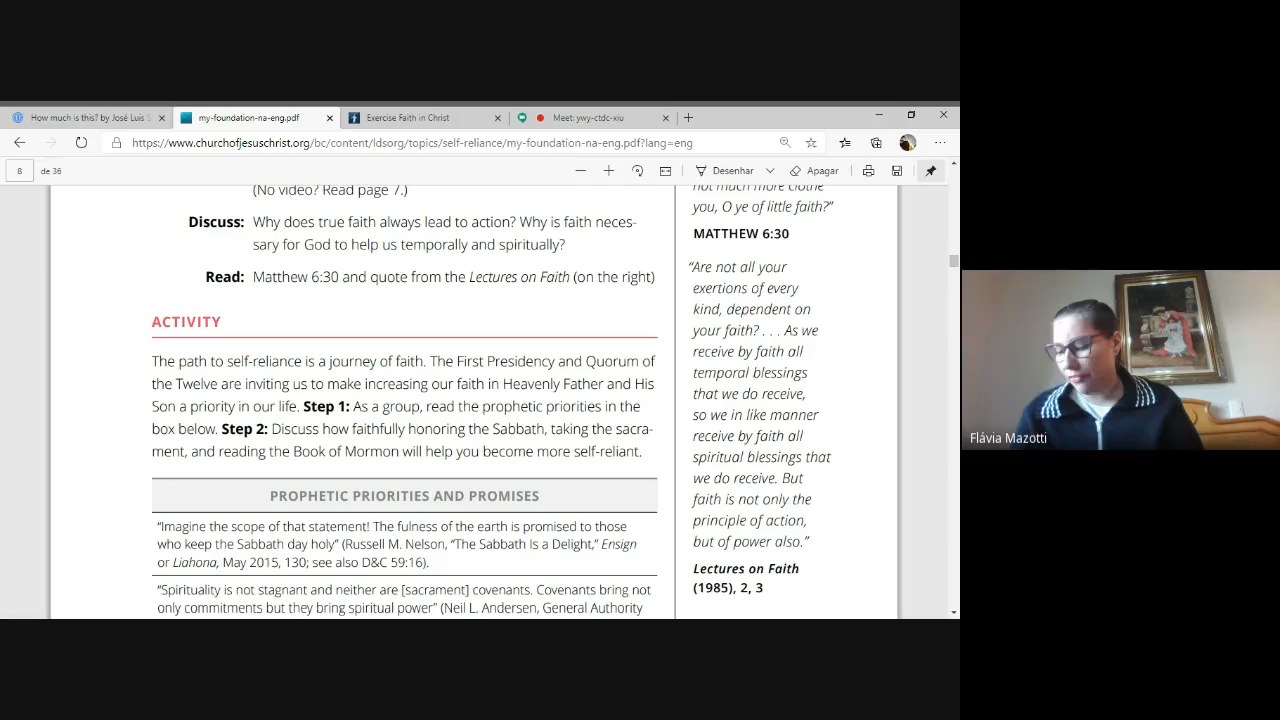 How much is this? by José Luis S
my-foundation-na-eng.pdf
Exercise Faith in Christ
Meet: ywy-ctdc-xiu
https://www.churchofjesuschrist.org/bc/content/ldsorg/topics/self-reliance/my-foundation-na-eng.pdf?lang=eng
8 de 36
Desenhar
Apagar
(No video? Read page 7.)
Discuss: Why does true faith always lead to action? Why is faith neces-
sary for God to help us temporally and spiritually?
Read: Matthew 6:30 and quote from the Lectures on Faith (on the right)
ACTIVITY
The path to self-reliance is a journey of faith. The First Presidency and Quorum of
the Twelve are inviting us to make increasing our faith in Heavenly Father and His
Son a priority in our life. Step 1: As a group, read the prophetic priorities in the
box below. Step 2: Discuss how faithfully honoring the Sabbath, taking the sacra-
ment, and reading the Book of Mormon will help you become more self-reliant.
PROPHETIC PRIORITIES AND PROMISES
“Imagine the scope of that statement! The fulness of the earth is promised to those
who keep the Sabbath day holy” (Russell M. Nelson, “The Sabbath Is a Delight,” Ensign
or Liahona, May 2015, 130; see also D&C 59:16).
“Spirituality is not stagnant and neither are [sacrament] covenants. Covenants bring not
only commitments but they bring spiritual power” (Neil L. Andersen, General Authority
not much more clothe
you, O ye of little faith?”
MATTHEW 6:30
“Are not all your
exertions of every
kind, dependent on
your faith? . . . As we
receive by faith all
temporal blessings
that we do receive,
so we in like manner
receive by faith all
spiritual blessings that
we do receive. But
faith is not only the
principle of action,
but of power also.”
Lectures on Faith
(1985), 2, 3
Flávia Mazotti